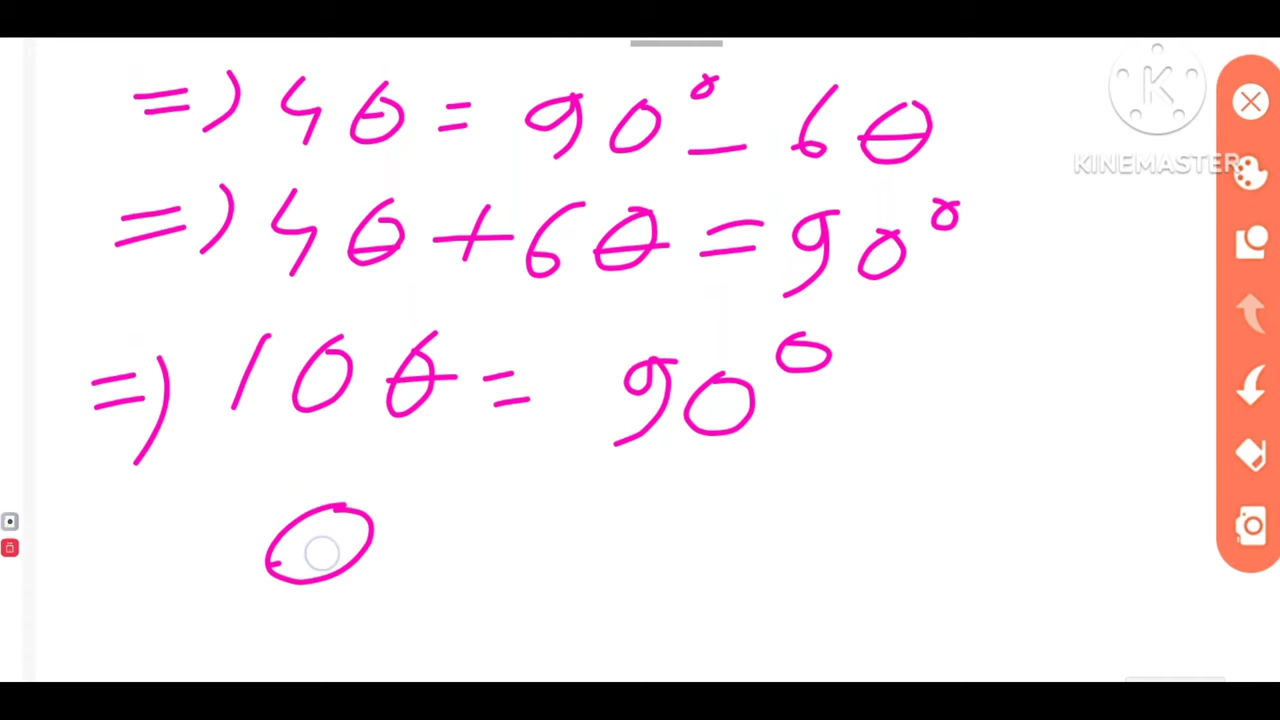 =) 4θ = 90° - 6θ
KINEMASTER
=) 4θ + 6θ = 90°
=) 10θ = 90°